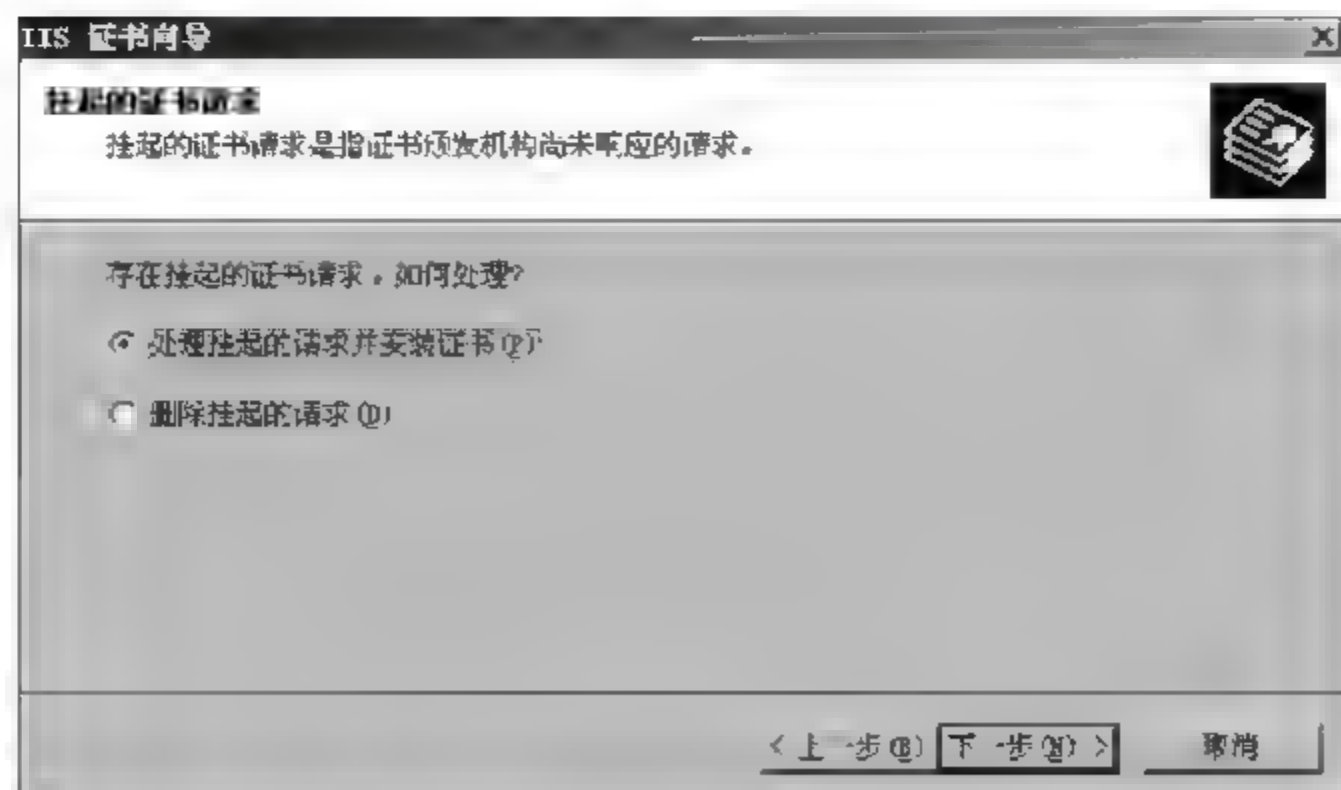 IIS 证书向导
挂起的证书请求
挂起的证书请求是指证书颁发机构尚未响应的请求。
存在挂起的证书请求。如何处理?
处理挂起的请求并安装证书(P)
删除挂起的请求(D)
< 上一步(B) 下一步(N) > 取消